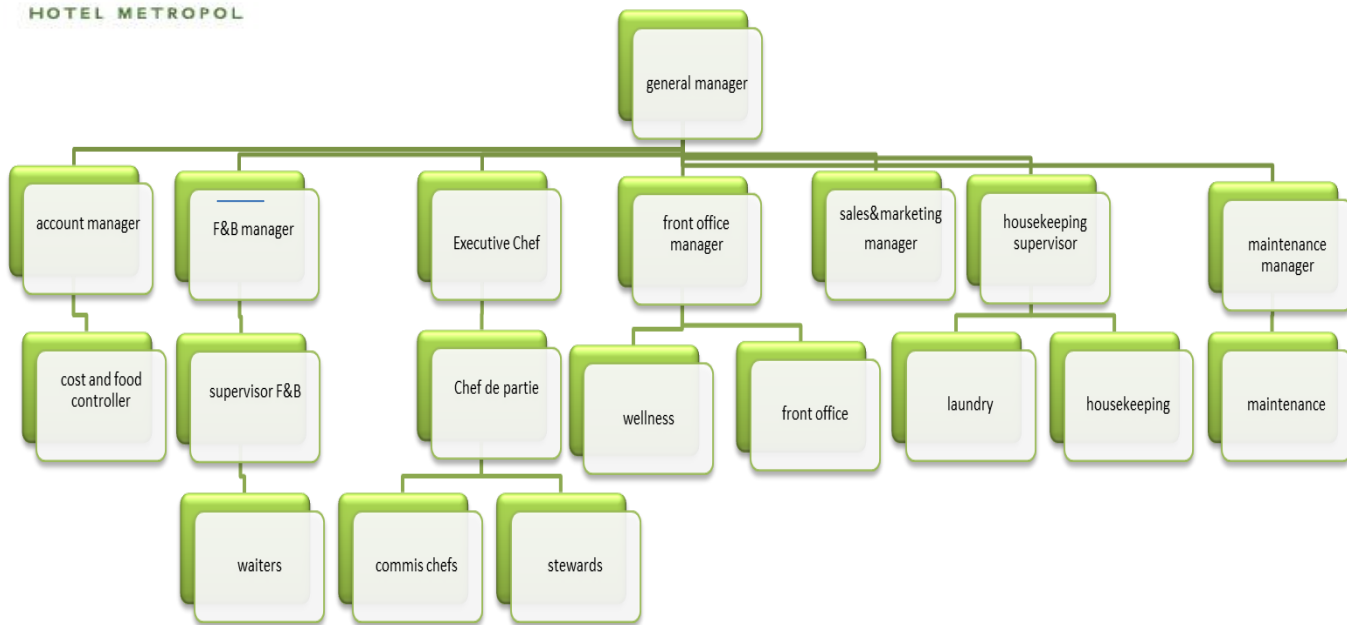 HOTEL METROPOL
general manager
account manager
F&B manager
Executive Chef
front office
manager
sales&marketing
manager
housekeeping
supervisor
maintenance
manager
cost and food
controller
supervisor F&B
Chef de partie
wellness
front office
laundry
housekeeping
maintenance
waiters
commis chefs
stewards